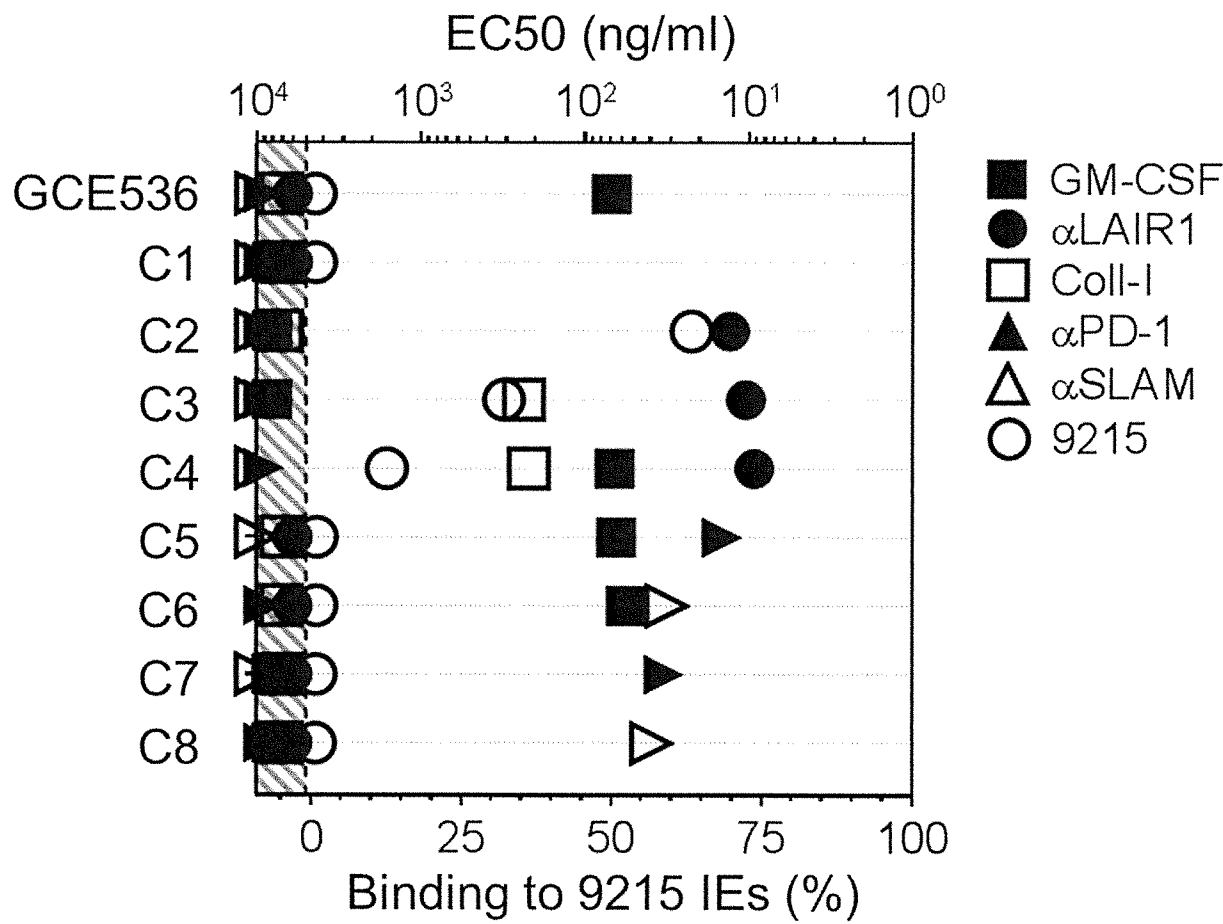 EC50 (ng/ml)
10⁴ 10³ 10² 10¹ 10⁰
GCE536
C1
C2
C3
C4
C5
C6
C7
C8
GM-CSF
αLAIR1
Coll-I
αPD-1
αSLAM
9215
0 25 50 75 100
Binding to 9215 IEs (%)